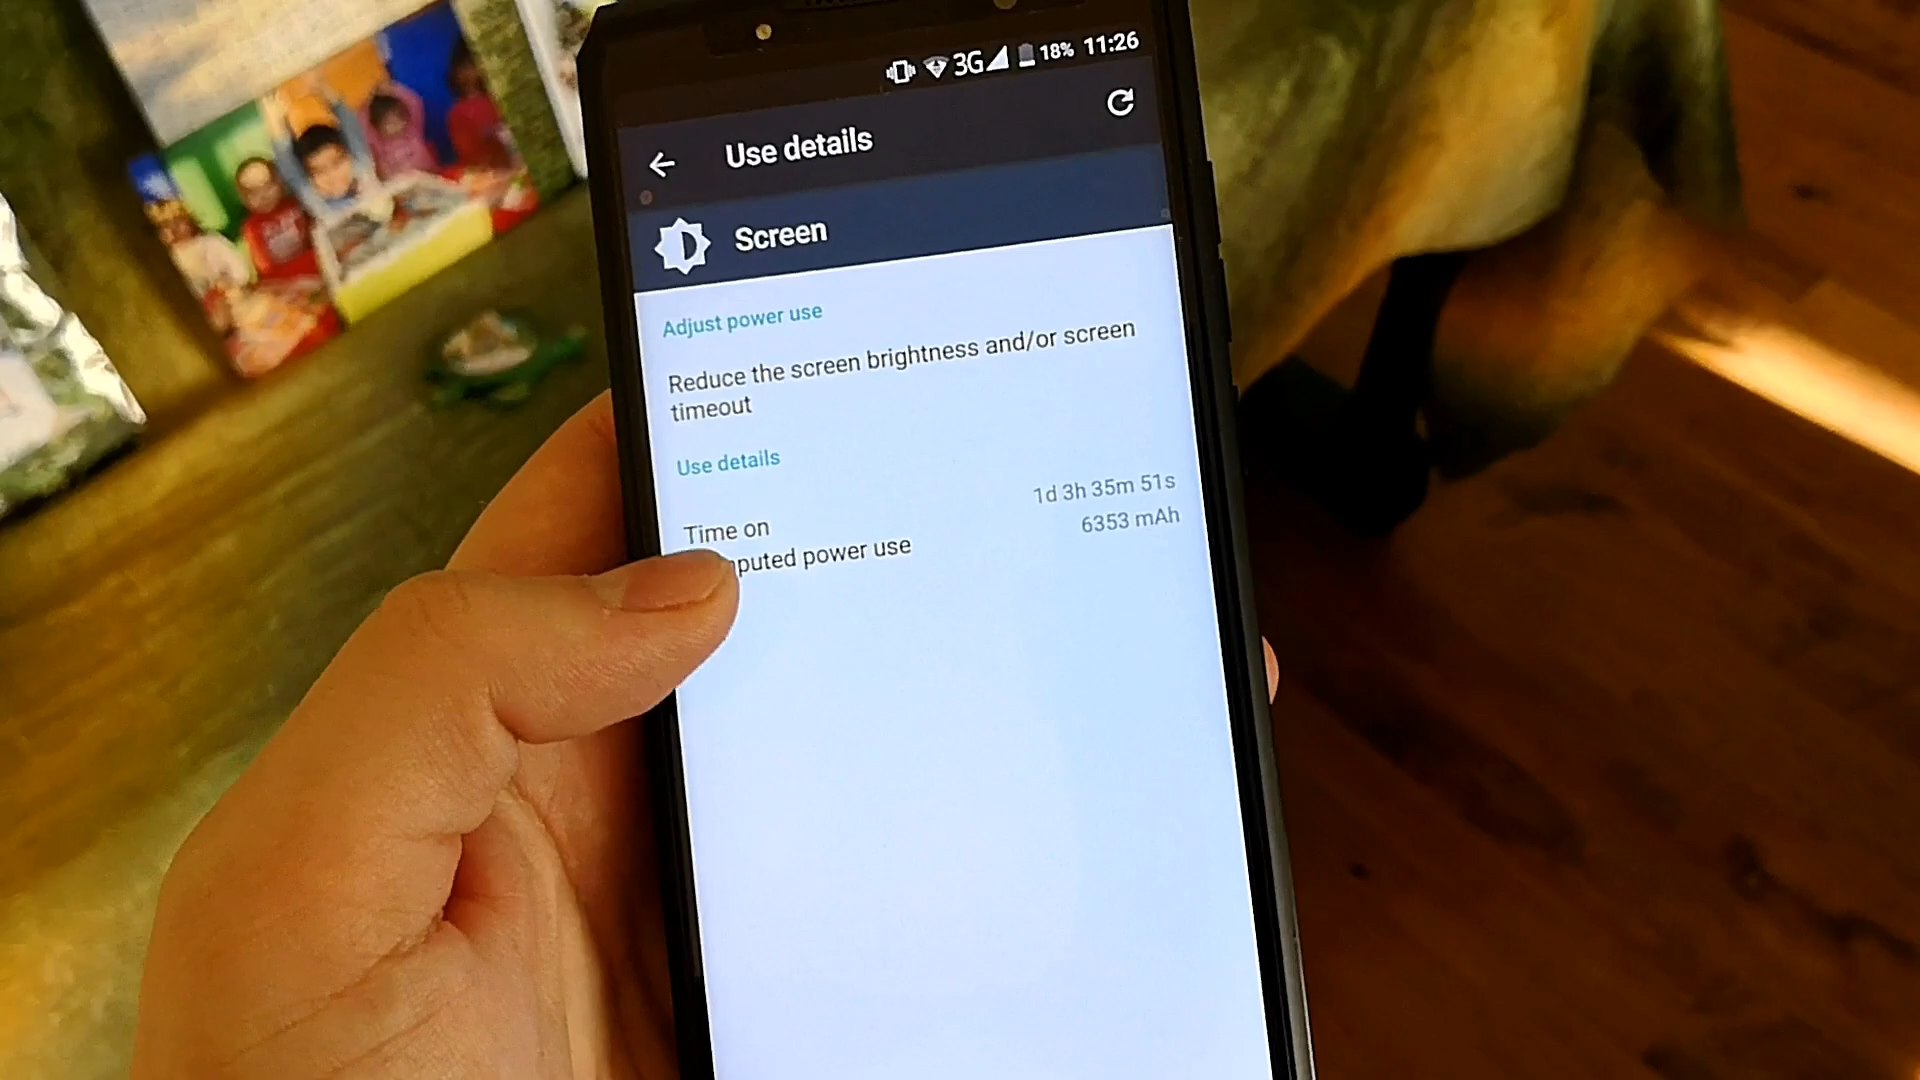 3G 18% 11:26
Use details
Screen
Adjust power use
Reduce the screen brightness and/or screen
timeout
Use details
Time on 1d 3h 35m 51s
puted power use 6353 mAh